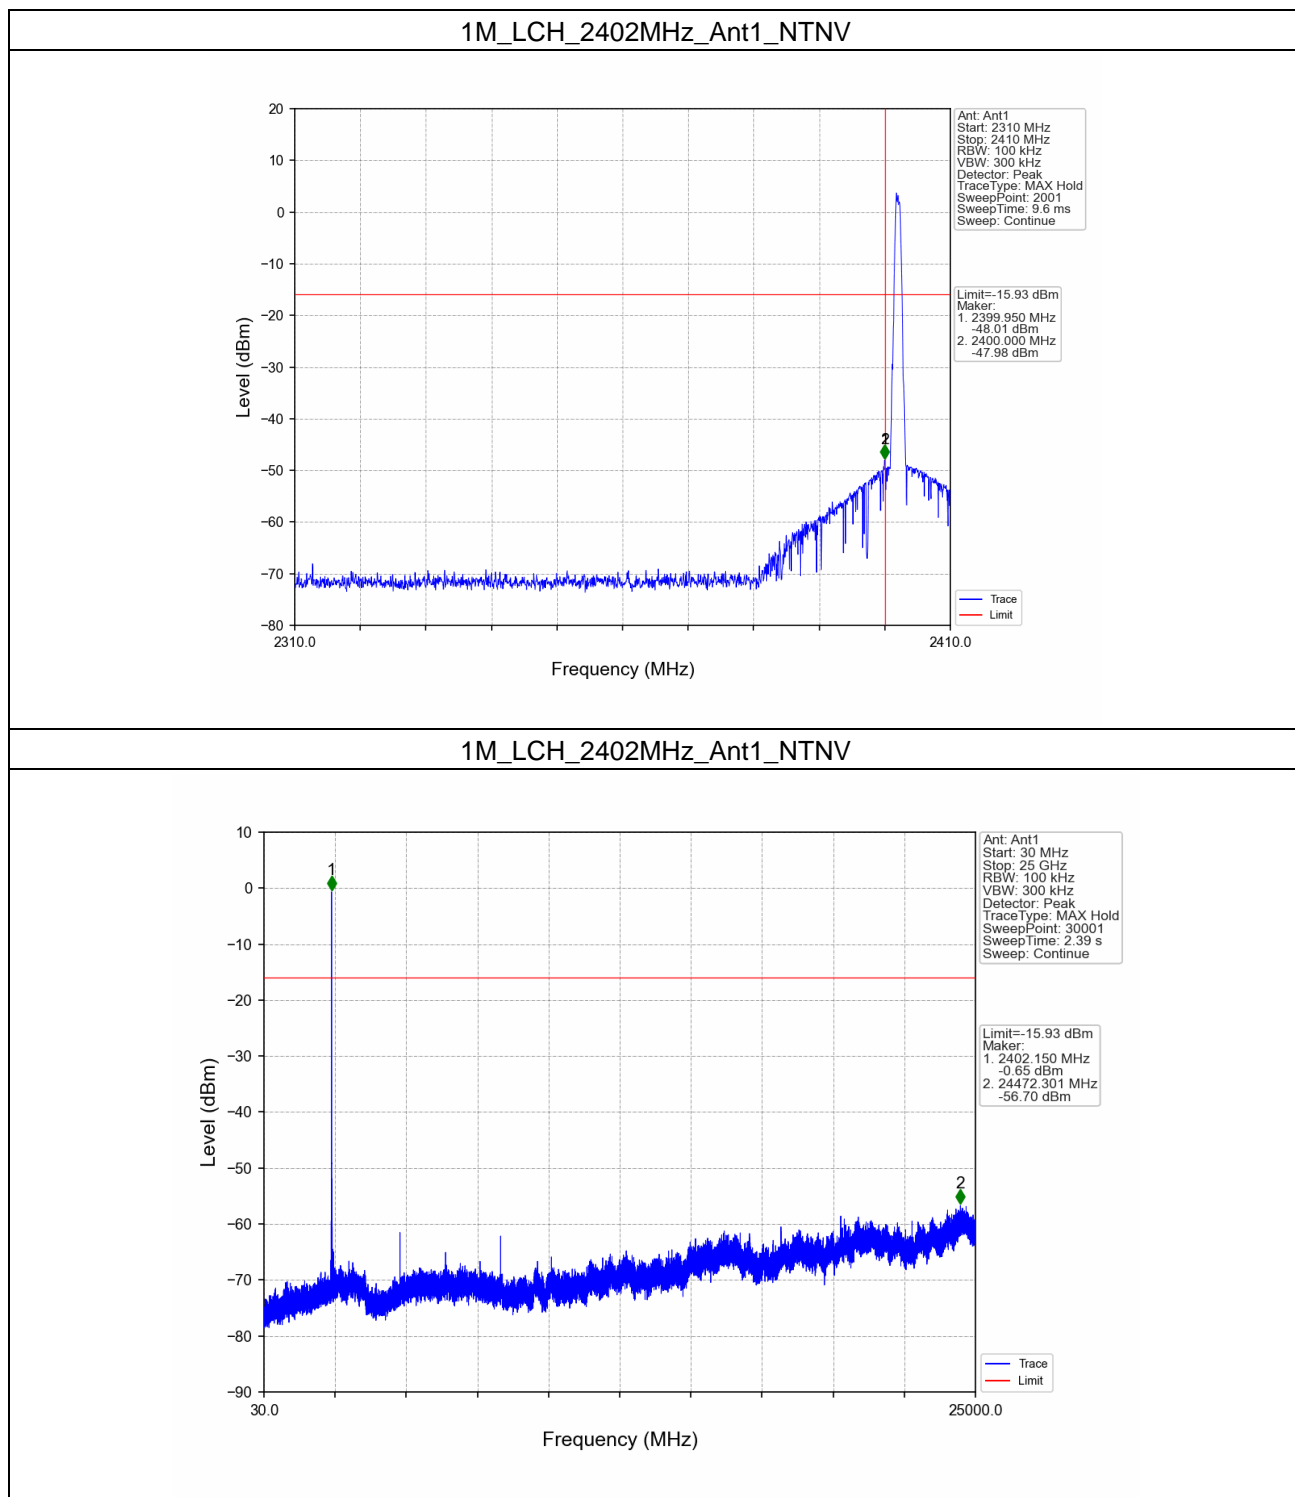 1M_LCH_2402MHz_Ant1_NTNV
20
10
0
−10
−20
−30
−40
−50
−60
−70
−80
Level (dBm)
2310.0
2410.0
Frequency (MHz)
2
Ant: Ant1
Start: 2310 MHz
Stop: 2410 MHz
RBW: 100 kHz
VBW: 300 kHz
Detector: Peak
TraceType: MAX Hold
SweepPoint: 2001
SweepTime: 9.6 ms
Sweep: Continue
Limit=-15.93 dBm
Maker:
1. 2399.950 MHz
-48.01 dBm
2. 2400.000 MHz
-47.98 dBm
Trace
Limit
1M_LCH_2402MHz_Ant1_NTNV
10
0
−10
−20
−30
−40
−50
−60
−70
−80
−90
Level (dBm)
30.0
25000.0
Frequency (MHz)
1
2
Ant: Ant1
Start: 30 MHz
Stop: 25 GHz
RBW: 100 kHz
VBW: 300 kHz
Detector: Peak
TraceType: MAX Hold
SweepPoint: 30001
SweepTime: 2.39 s
Sweep: Continue
Limit=-15.93 dBm
Maker:
1. 2402.150 MHz
-0.65 dBm
2. 24472.301 MHz
-56.70 dBm
Trace
Limit